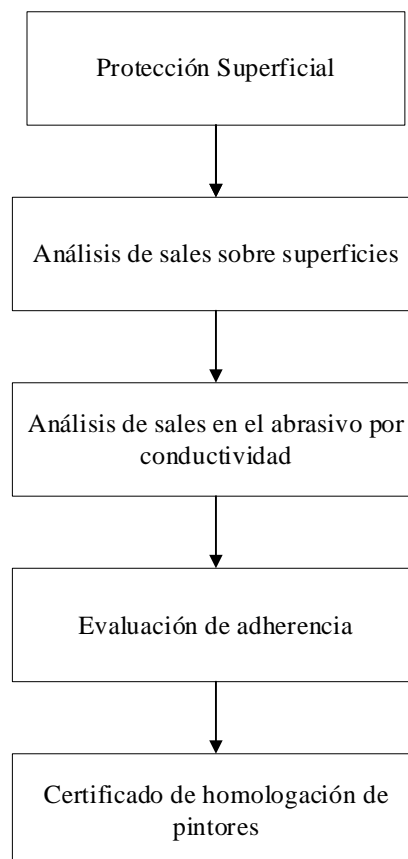 Protección Superficial
Análisis de sales sobre superficies
Análisis de sales en el abrasivo por
conductividad
Evaluación de adherencia
Certificado de homologación de
pintores